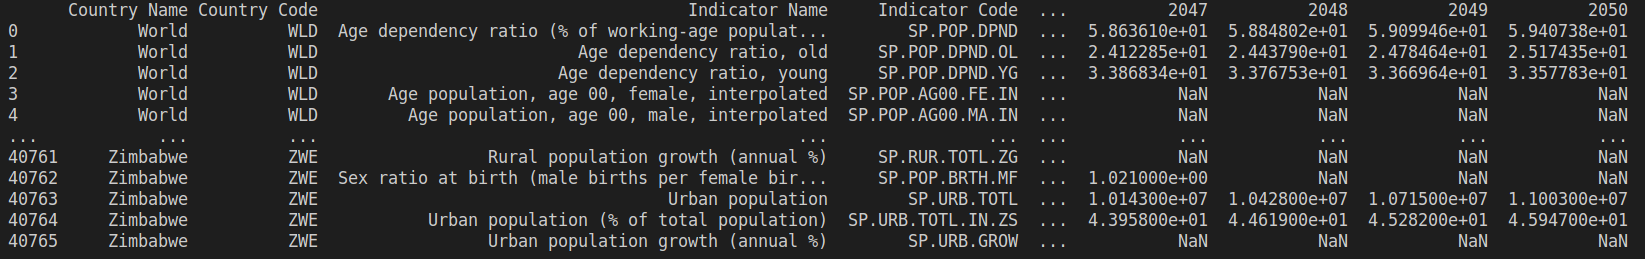 Country Name Country Code Indicator Name Indicator Code ... 2047 2048 2049 2050
0 World WLD Age dependency ratio (% of working-age populat... SP.POP.DPND ... 5.863610e+01 5.884802e+01 5.909946e+01 5.940738e+01
1 World WLD Age dependency ratio, old SP.POP.DPND.OL ... 2.412285e+01 2.443790e+01 2.478464e+01 2.517435e+01
2 World WLD Age dependency ratio, young SP.POP.DPND.YG ... 3.386834e+01 3.376753e+01 3.366964e+01 3.357783e+01
3 World WLD Age population, age 00, female, interpolated SP.POP.AG00.FE.IN ... NaN NaN NaN NaN
4 World WLD Age population, age 00, male, interpolated SP.POP.AG00.MA.IN ... NaN NaN NaN NaN
... ... ... ... ... ... ... ... ... ...
40761 Zimbabwe ZWE Rural population growth (annual %) SP.RUR.TOTL.ZG ... NaN NaN NaN NaN
40762 Zimbabwe ZWE Sex ratio at birth (male births per female bir... SP.POP.BRTH.MF ... 1.021000e+00 NaN NaN NaN
40763 Zimbabwe ZWE Urban population SP.URB.TOTL ... 1.014300e+07 1.042800e+07 1.071500e+07 1.100300e+07
40764 Zimbabwe ZWE Urban population (% of total population) SP.URB.TOTL.IN.ZS ... 4.395800e+01 4.461900e+01 4.528200e+01 4.594700e+01
40765 Zimbabwe ZWE Urban population growth (annual %) SP.URB.GROW ... NaN NaN NaN NaN